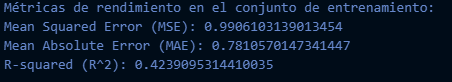 Métricas de rendimiento en el conjunto de entrenamiento:
Mean Squared Error (MSE): 0.9906103139013454
Mean Absolute Error (MAE): 0.7810570147341447
R-squared (R^2): 0.4239095314410035